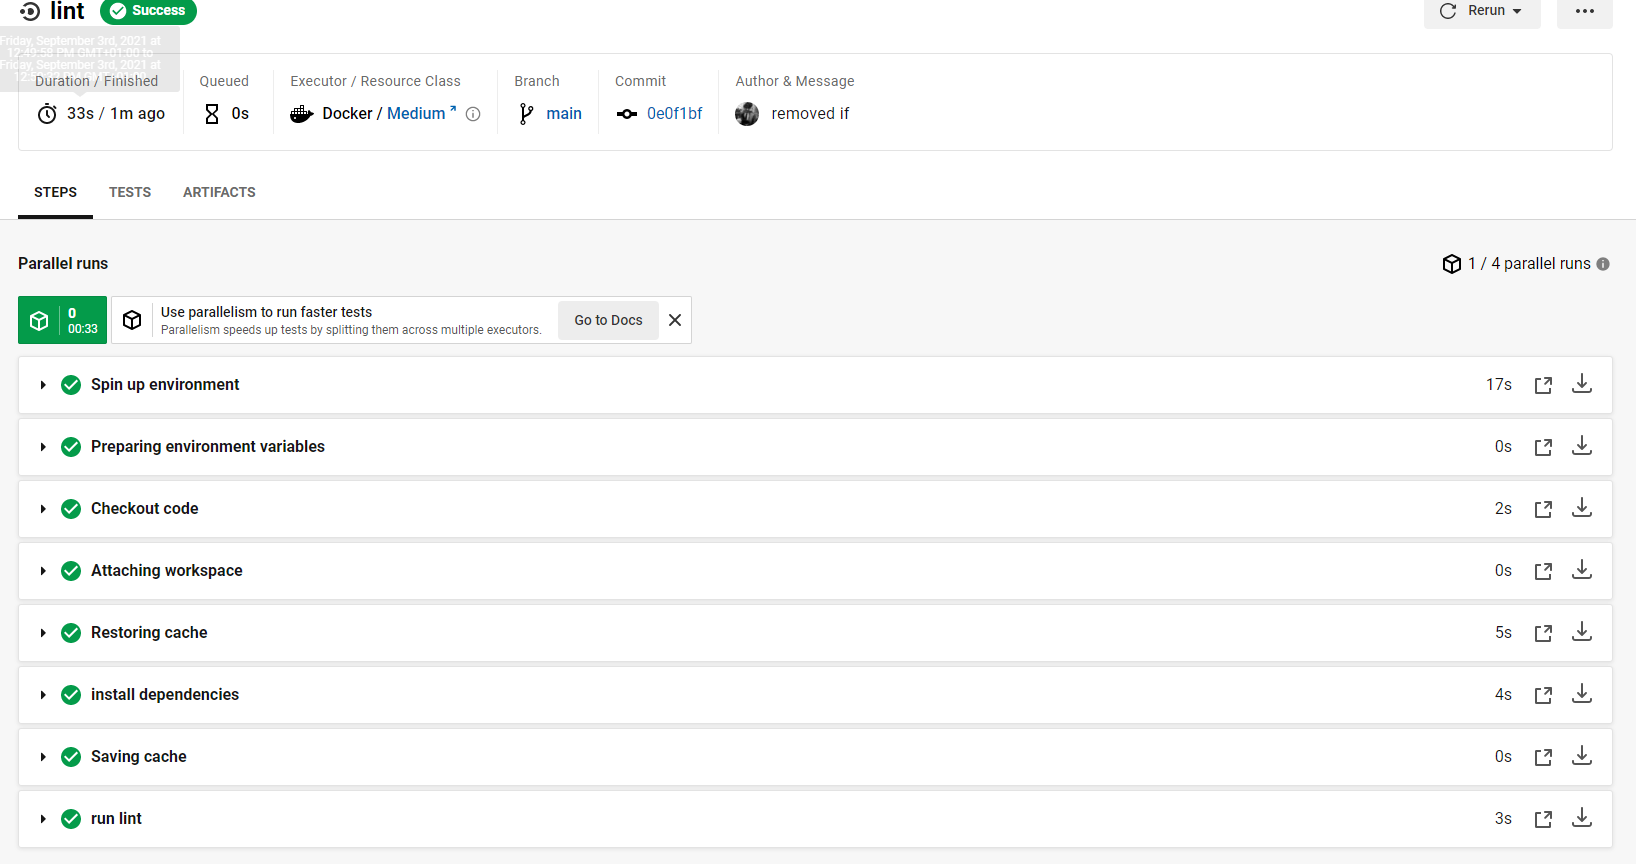 lint Success Rerun
Friday, September 3rd, 2021 at
12:49:58 PM GMT+01:00 to
Friday, September 3rd, 2021 at
Duration / Finished Queued Executor / Resource Class Branch Commit Author & Message
33s / 1m ago 0s Docker / Medium main 0e0f1bf removed if
STEPS TESTS ARTIFACTS
Parallel runs 1 / 4 parallel runs
0
00:33
Use parallelism to run faster tests
Parallelism speeds up tests by splitting them across multiple executors.
Go to Docs
Spin up environment 17s
Preparing environment variables 0s
Checkout code 2s
Attaching workspace 0s
Restoring cache 5s
install dependencies 4s
Saving cache 0s
run lint 3s